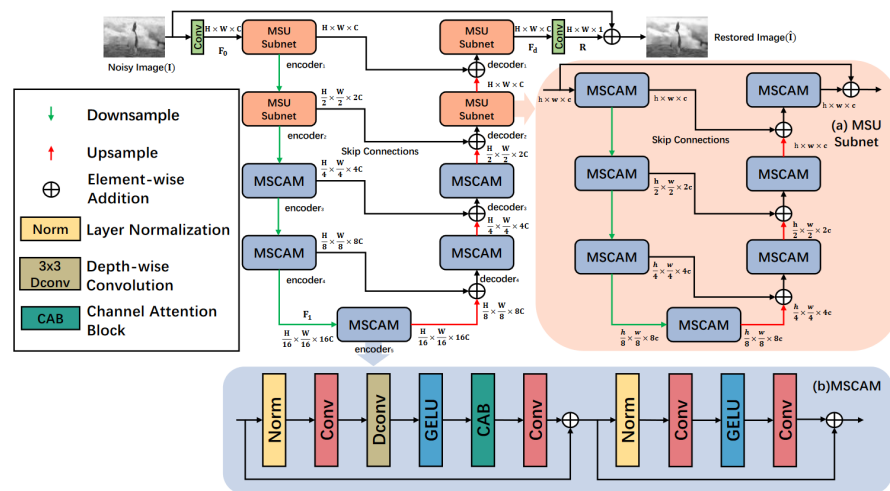 Noisy Image(I)
Conv
H × W × C
F₀
MSU
Subnet
H × W × C
encoder₁
MSU
Subnet
H × W × C
F_d
Conv
H × W × 1
R
Restored Image(Î)
decoder₁
H × W × C
MSU
Subnet
H/2 × W/2 × 2C
encoder₂
Skip Connections
MSU
Subnet
decoder₂
H/2 × W/2 × 2C
MSCAM
H/4 × W/4 × 4C
encoder₃
MSCAM
decoder₃
H/4 × W/4 × 4C
MSCAM
H/8 × W/8 × 8C
encoder₄
MSCAM
decoder₄
H/8 × W/8 × 8C
F₁
H/16 × W/16 × 16C
MSCAM
encoder₅
H/16 × W/16 × 16C
Downsample
Upsample
Element-wise
Addition
Norm
Layer Normalization
3x3
Dconv
Depth-wise
Convolution
CAB
Channel Attention
Block
h × w × c
MSCAM
h × w × c
MSCAM
h × w × c
(a) MSU
Subnet
Skip Connections
h × w × c
MSCAM
h/2 × w/2 × 2c
MSCAM
h/2 × w/2 × 2c
MSCAM
h/4 × w/4 × 4c
MSCAM
h/4 × w/4 × 4c
h/8 × w/8 × 8c
MSCAM
h/8 × w/8 × 8c
(b)MSCAM
Norm
Conv
Dconv
GELU
CAB
Conv
Norm
Conv
GELU
Conv